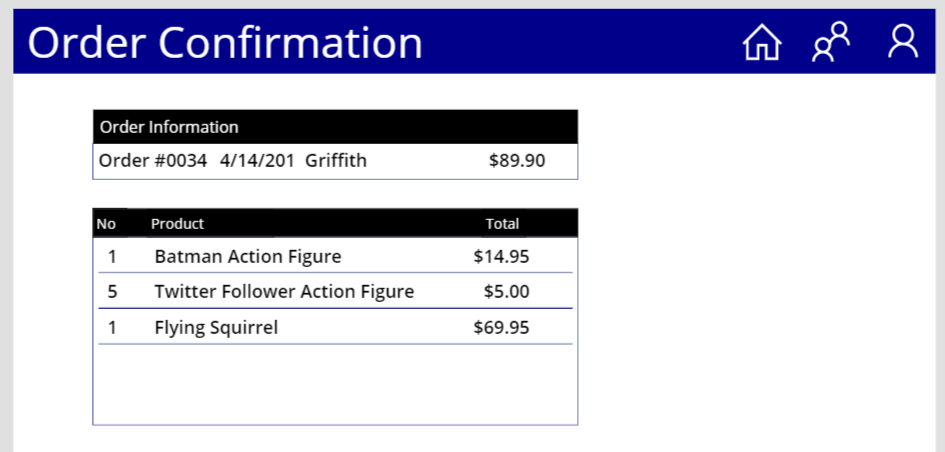 Order Confirmation
Order Information
Order #0034 4/14/201 Griffith $89.90
No Product Total
1 Batman Action Figure $14.95
5 Twitter Follower Action Figure $5.00
1 Flying Squirrel $69.95